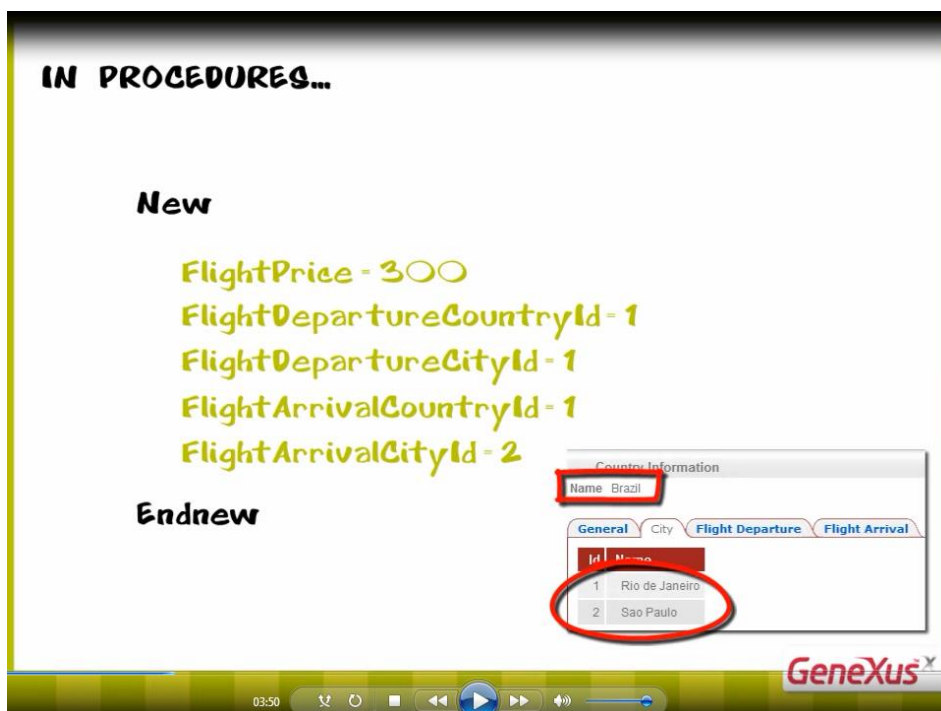 IN PROCEDURES...
New
FlightPrice = 300
FlightDepartureCountryId = 1
FlightDepartureCityId = 1
FlightArrivalCountryId = 1
FlightArrivalCityId = 2
Endnew
Country Information
Name Brazil
General City Flight Departure Flight Arrival
Id Name
1 Rio de Janeiro
2 Sao Paulo
GeneXus X
03:50